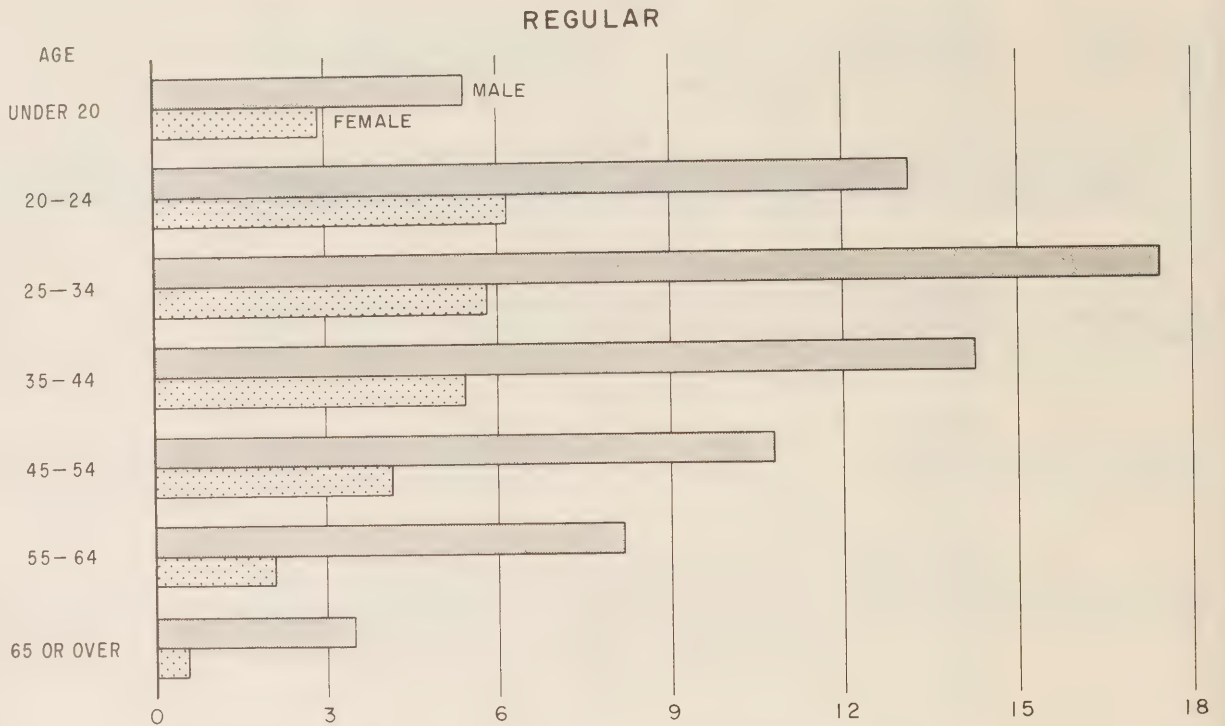 REGULAR
AGE
UNDER 20
MALE
FEMALE
20-24
25-34
35-44
45-54
55-64
65 OR OVER
0 3 6 9 12 15 18